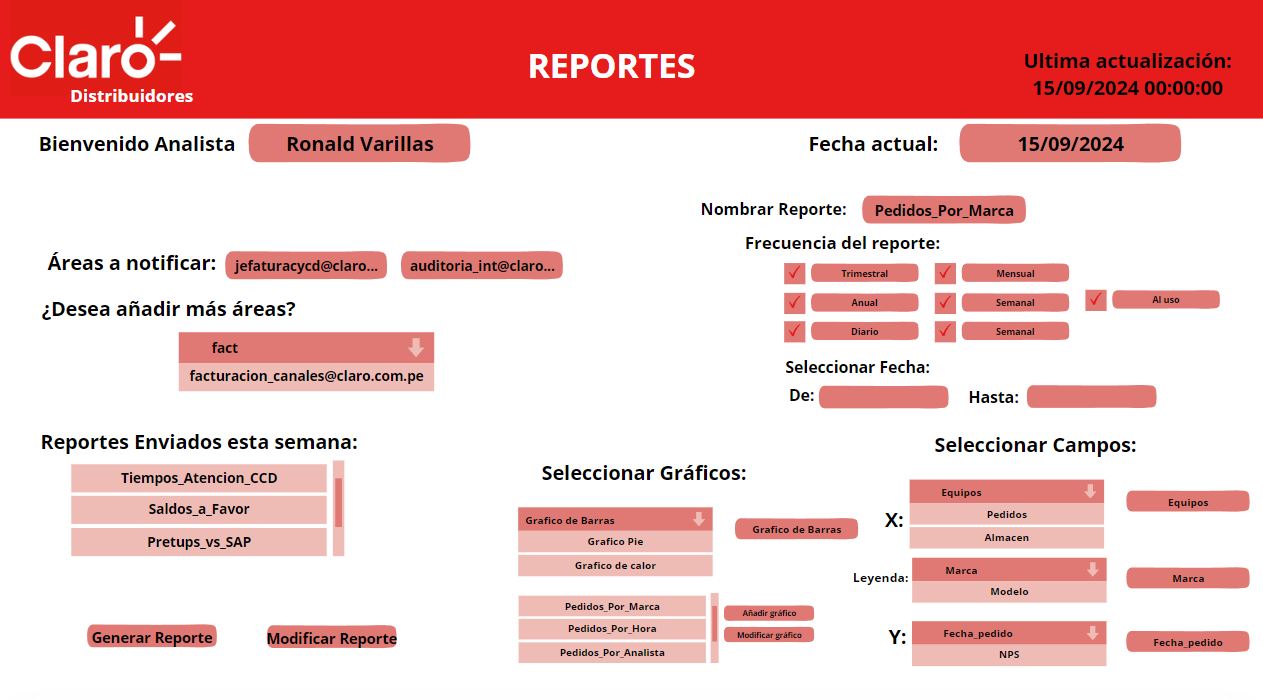 Claro
Distribuidores
REPORTES
Ultima actualización:
15/09/2024 00:00:00
Bienvenido Analista
Ronald Varillas
Fecha actual:
15/09/2024
Nombrar Reporte:
Pedidos_Por_Marca
Frecuencia del reporte:
Trimestral
Mensual
Anual
Semanal
Al uso
Diario
Semanal
Seleccionar Fecha:
De:
Hasta:
Áreas a notificar:
jefaturacycd@claro...
auditoria_int@claro...
¿Desea añadir más áreas?
fact
facturacion_canales@claro.com.pe
Reportes Enviados esta semana:
Tiempos_Atencion_CCD
Saldos_a_Favor
Pretups_vs_SAP
Generar Reporte
Modificar Reporte
Seleccionar Gráficos:
Grafico de Barras
Grafico Pie
Grafico de calor
Grafico de Barras
Pedidos_Por_Marca
Pedidos_Por_Hora
Pedidos_Por_Analista
Añadir gráfico
Modificar gráfico
Seleccionar Campos:
X:
Equipos
Pedidos
Almacen
Equipos
Leyenda:
Marca
Modelo
Marca
Y:
Fecha_pedido
NPS
Fecha_pedido